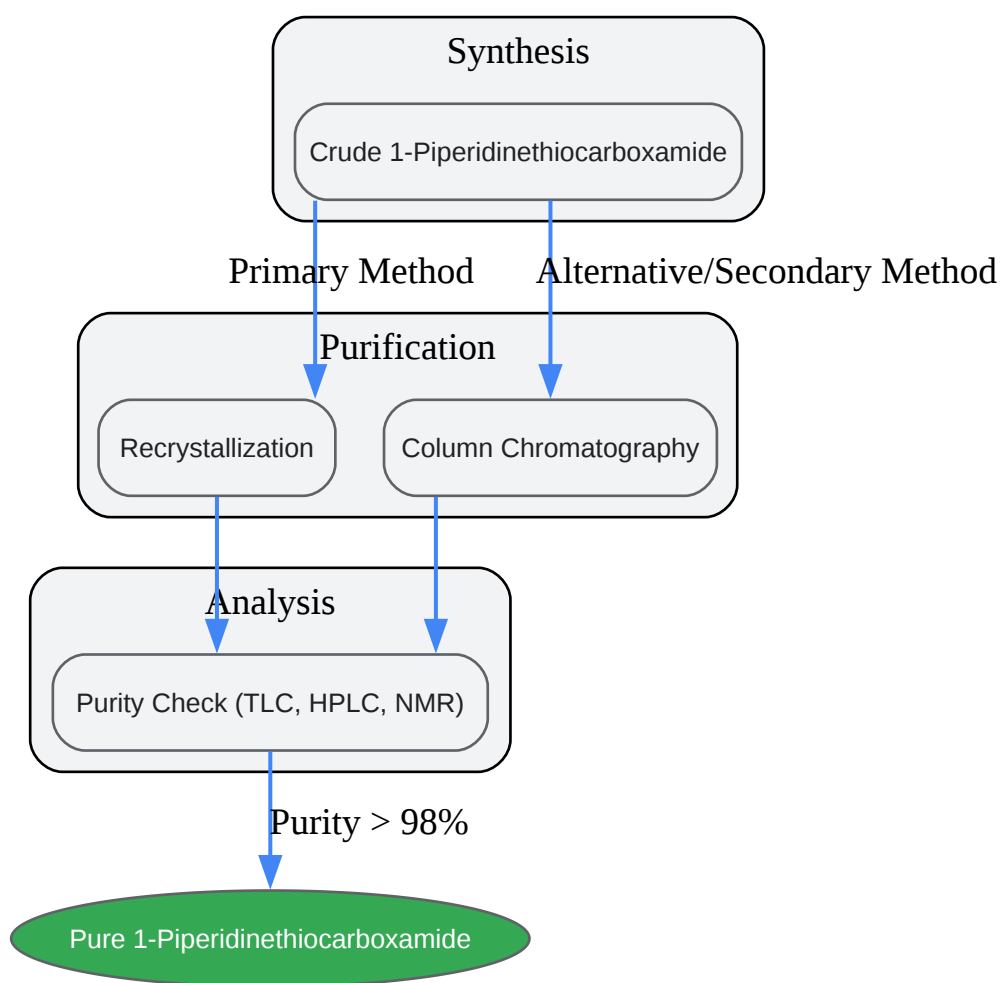 Synthesis
Crude 1-Piperidinethiocarboxamide
Primary Method
Alternative/Secondary Method
Purification
Recrystallization
Column Chromatography
Analysis
Purity Check (TLC, HPLC, NMR)
Purity > 98%
Pure 1-Piperidinethiocarboxamide